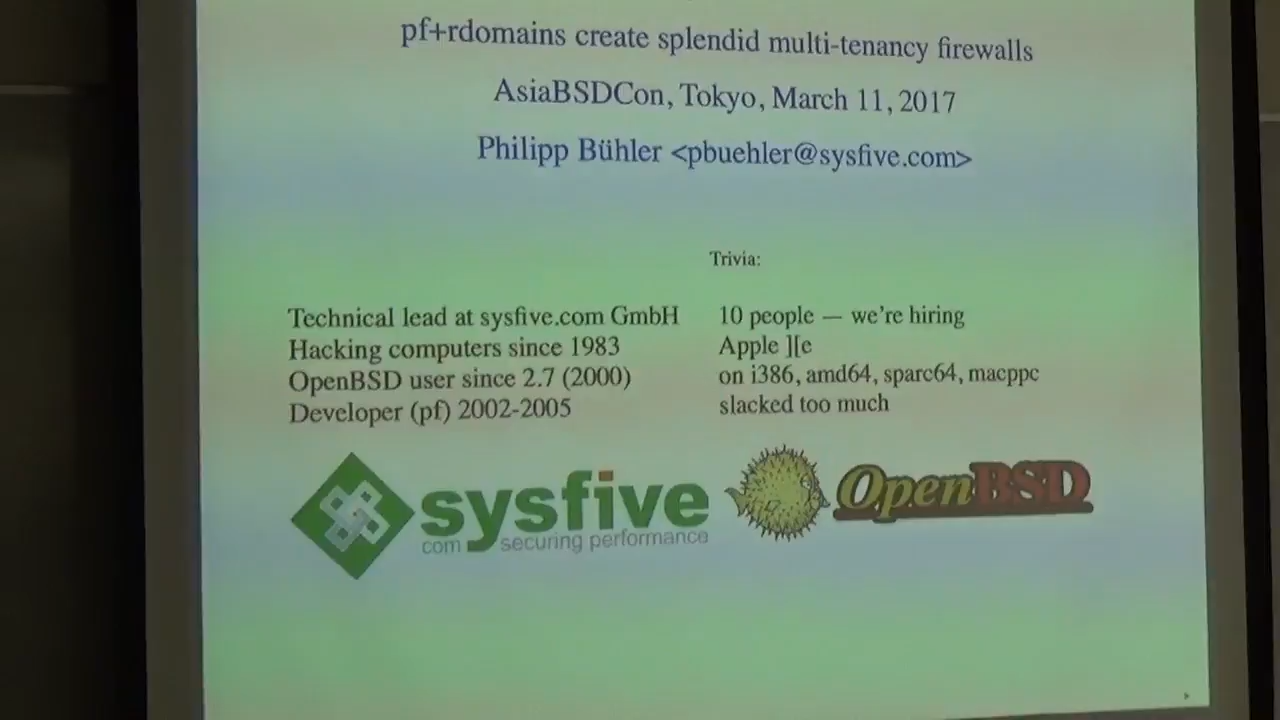 pf+rdomains create splendid multi-tenancy firewalls
AsiaBSDCon, Tokyo, March 11, 2017
Philipp Bühler <pbuehler@sysfive.com>
Trivia:
Technical lead at sysfive.com GmbH 10 people — we're hiring
Hacking computers since 1983 Apple ][e
OpenBSD user since 2.7 (2000) on i386, amd64, sparc64, macppc
Developer (pf) 2002-2005 slacked too much
sysfive OpenBSD
com securing performance